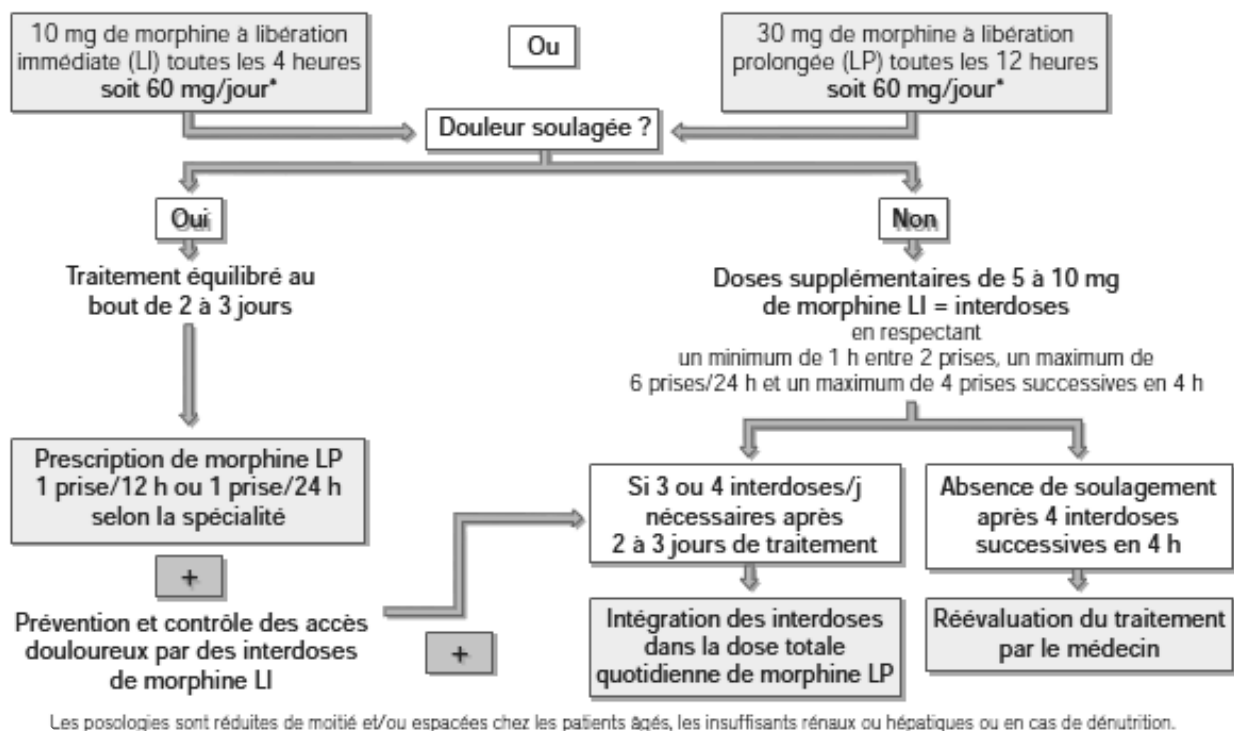 10 mg de morphine à libération
immédiate (LI) toutes les 4 heures
soit 60 mg/jour*
Ou
30 mg de morphine à libération
prolongée (LP) toutes les 12 heures
soit 60 mg/jour*
Douleur soulagée ?
Oui
Non
Traitement équilibré au
bout de 2 à 3 jours
Doses supplémentaires de 5 à 10 mg
de morphine LI = interdoses
en respectant
un minimum de 1 h entre 2 prises, un maximum de
6 prises/24 h et un maximum de 4 prises successives en 4 h
Prescription de morphine LP
1 prise/12 h ou 1 prise/24 h
selon la spécialité
+
Prévention et contrôle des accès
douloureux par des interdoses
de morphine LI
+
Si 3 ou 4 interdoses/j
nécessaires après
2 à 3 jours de traitement
Intégration des interdoses
dans la dose totale
quotidienne de morphine LP
Absence de soulagement
après 4 interdoses
successives en 4 h
Réévaluation du traitement
par le médecin
Les posologies sont réduites de moitié et/ou espacées chez les patients âgés, les insuffisants rénaux ou hépatiques ou en cas de dénutrition.